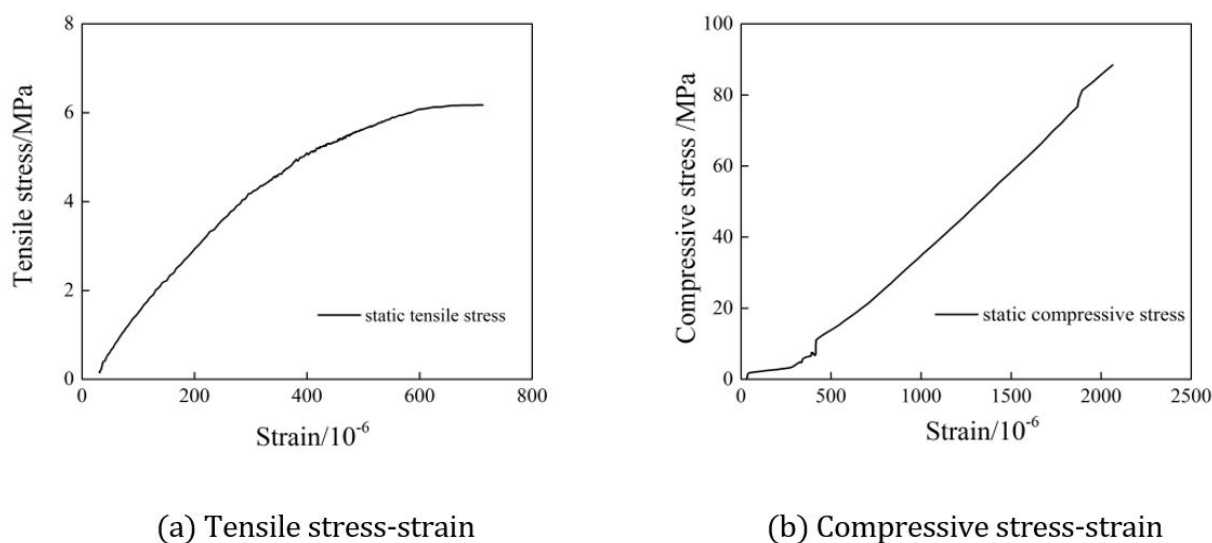 8
6
4
2
0
Tensile stress/MPa
static tensile stress
0 200 400 600 800
Strain/10-6
(a) Tensile stress-strain
100
80
60
40
20
0
Compressive stress /MPa
static compressive stress
0 500 1000 1500 2000 2500
Strain/10-6
(b) Compressive stress-strain